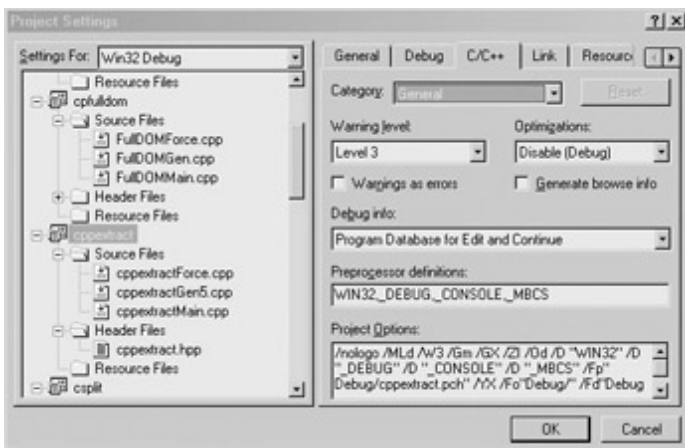 Project Settings
Settings For: Win32 Debug
Resource Files
cpfulldom
Source Files
FullDOMForce.cpp
FullDOMGen.cpp
FullDOMMain.cpp
Header Files
Resource Files
cppextract
Source Files
cppextractForce.cpp
cppextractGen5.cpp
cppextractMain.cpp
Header Files
cppextract.hpp
Resource Files
csplit
General Debug C/C++ Link Resourc
Category: General Reset
Warning level: Optimizations:
Level 3 Disable (Debug)
Warnings as errors Generate browse info
Debug info:
Program Database for Edit and Continue
Preprocessor definitions:
WIN32,_DEBUG,_CONSOLE,_MBCS
Project Options:
/nologo /MLd /W3 /Gm /GX /ZI /Od /D "WIN32" /D
"_DEBUG" /D "_CONSOLE" /D "_MBCS" /Fp"
Debug/cppextract.pch" /YX /Fo"Debug/" /Fd"Debug
OK Cancel